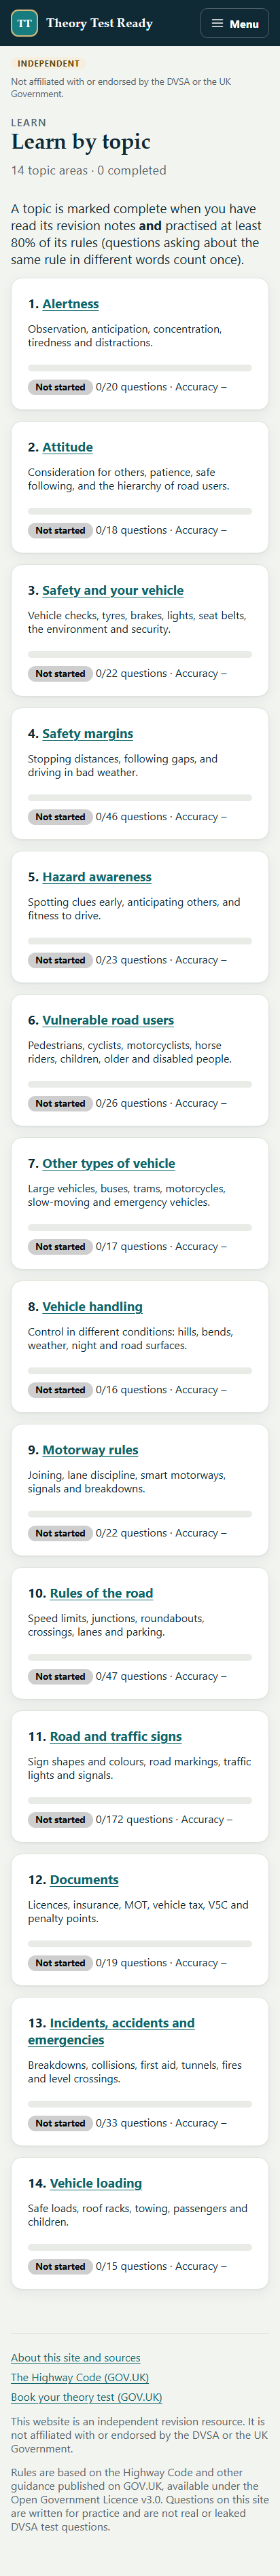 TT Theory Test Ready Menu
INDEPENDENT
Not affiliated with or endorsed by the DVSA or the UK
Government.
LEARN
Learn by topic
14 topic areas · 0 completed
A topic is marked complete when you have
read its revision notes and practised at least
80% of its rules (questions asking about the
same rule in different words count once).
1. Alertness
Observation, anticipation, concentration,
tiredness and distractions.
Not started 0/20 questions · Accuracy –
2. Attitude
Consideration for others, patience, safe
following, and the hierarchy of road users.
Not started 0/18 questions · Accuracy –
3. Safety and your vehicle
Vehicle checks, tyres, brakes, lights, seat belts,
the environment and security.
Not started 0/22 questions · Accuracy –
4. Safety margins
Stopping distances, following gaps, and
driving in bad weather.
Not started 0/46 questions · Accuracy –
5. Hazard awareness
Spotting clues early, anticipating others, and
fitness to drive.
Not started 0/23 questions · Accuracy –
6. Vulnerable road users
Pedestrians, cyclists, motorcyclists, horse
riders, children, older and disabled people.
Not started 0/26 questions · Accuracy –
7. Other types of vehicle
Large vehicles, buses, trams, motorcycles,
slow-moving and emergency vehicles.
Not started 0/17 questions · Accuracy –
8. Vehicle handling
Control in different conditions: hills, bends,
weather, night and road surfaces.
Not started 0/16 questions · Accuracy –
9. Motorway rules
Joining, lane discipline, smart motorways,
signals and breakdowns.
Not started 0/22 questions · Accuracy –
10. Rules of the road
Speed limits, junctions, roundabouts,
crossings, lanes and parking.
Not started 0/47 questions · Accuracy –
11. Road and traffic signs
Sign shapes and colours, road markings, traffic
lights and signals.
Not started 0/172 questions · Accuracy –
12. Documents
Licences, insurance, MOT, vehicle tax, V5C and
penalty points.
Not started 0/19 questions · Accuracy –
13. Incidents, accidents and
emergencies
Breakdowns, collisions, first aid, tunnels, fires
and level crossings.
Not started 0/33 questions · Accuracy –
14. Vehicle loading
Safe loads, roof racks, towing, passengers and
children.
Not started 0/15 questions · Accuracy –
About this site and sources
The Highway Code (GOV.UK)
Book your theory test (GOV.UK)
This website is an independent revision resource. It is
not affiliated with or endorsed by the DVSA or the UK
Government.
Rules are based on the Highway Code and other
guidance published on GOV.UK, available under the
Open Government Licence v3.0. Questions on this site
are written for practice and are not real or leaked
DVSA test questions.